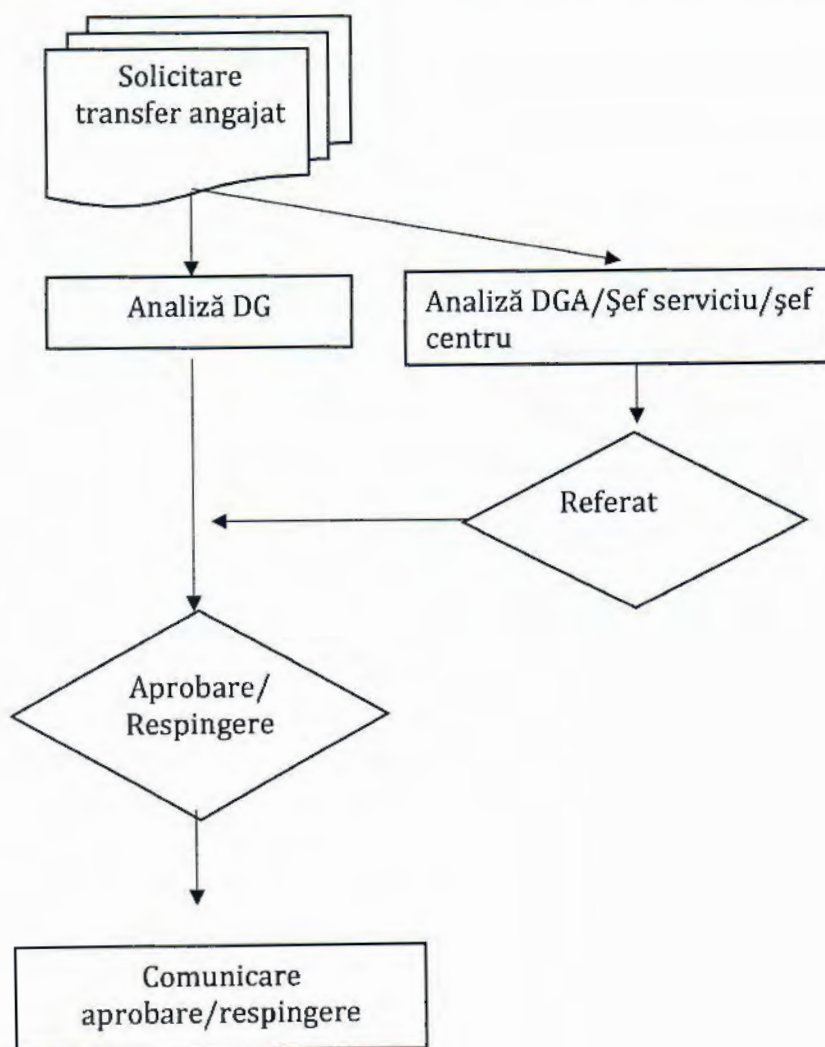 Solicitare
transfer angajat
Analiză DG
Analiză DGA/Şef serviciu/şef
centru
Referat
Aprobare/
Respingere
Comunicare
aprobare/respingere